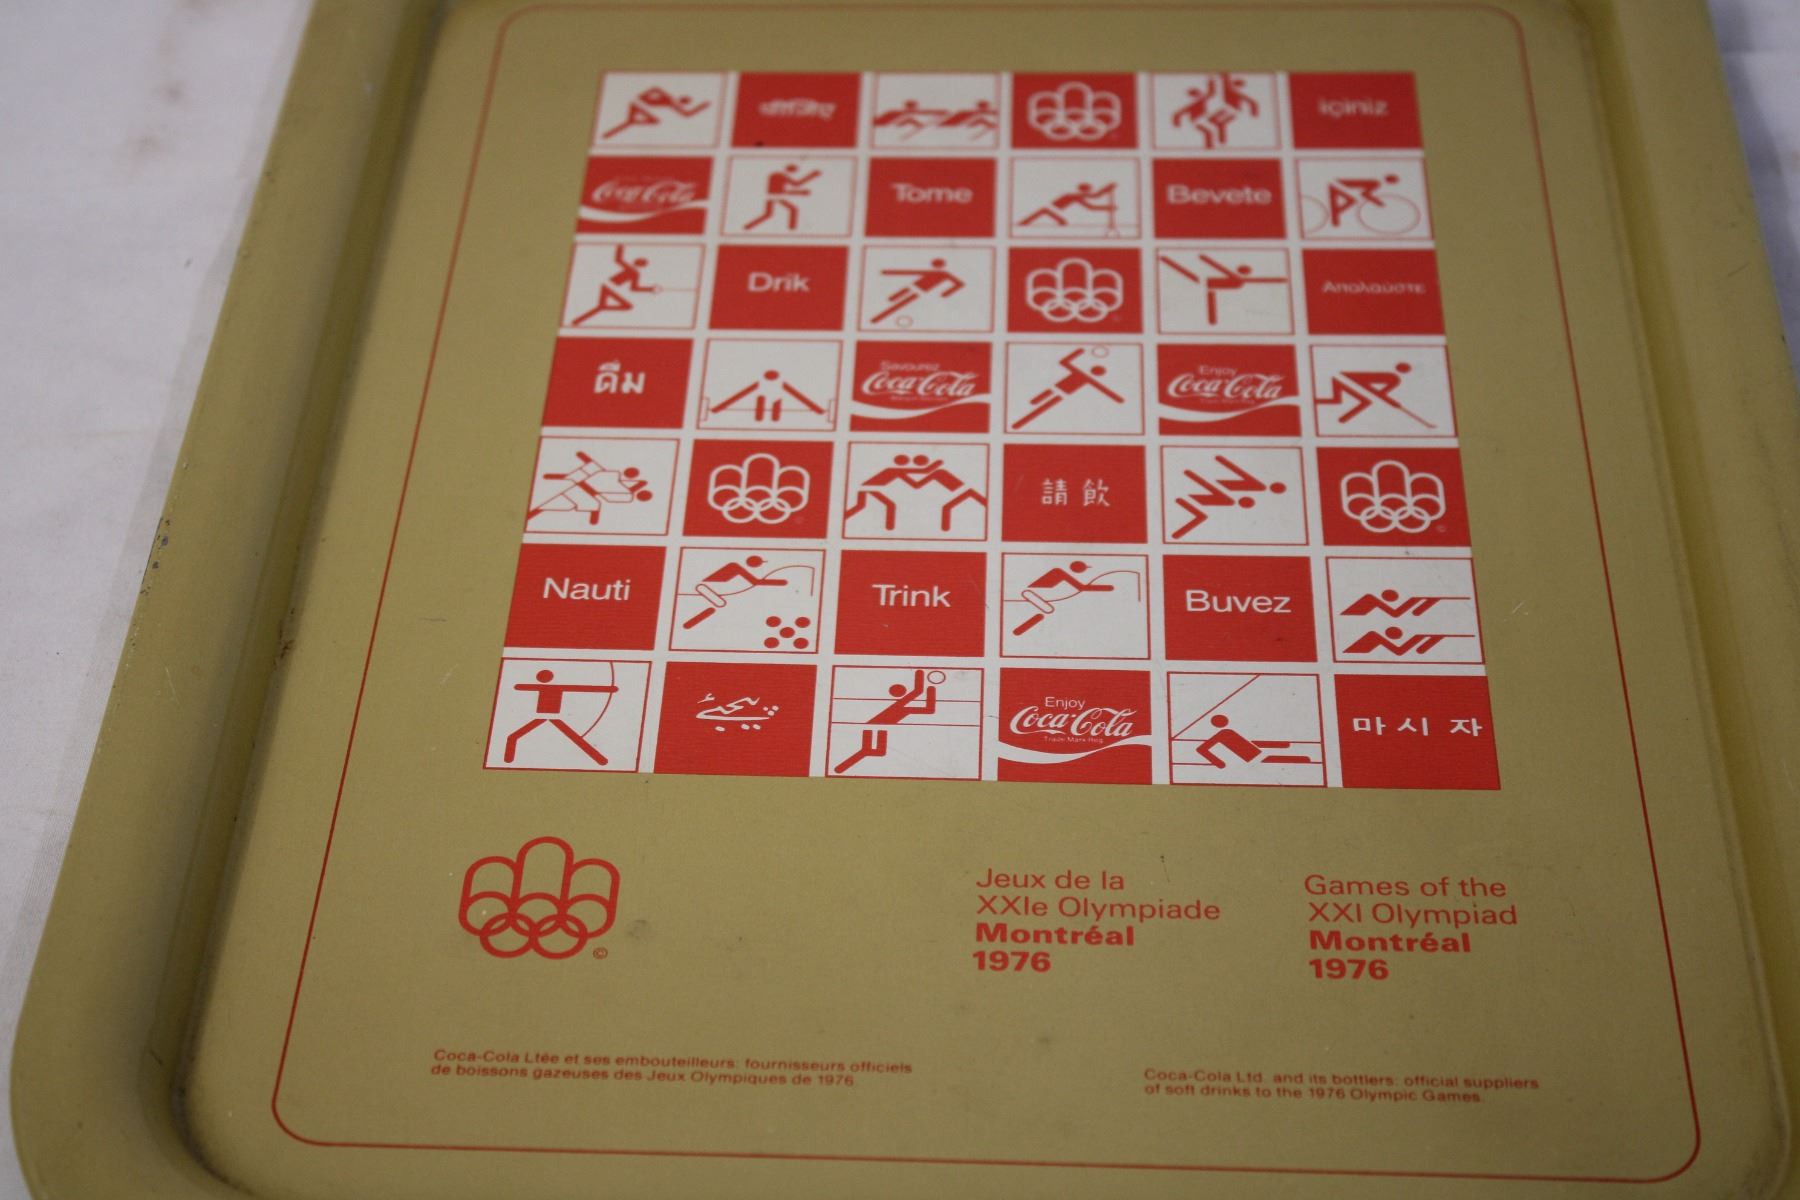 içiniz
Coca-Cola
Tome
Bevete
Drik
Απολαύστε
ดื่ม
Savourez
Coca-Cola
Enjoy
Coca-Cola
請 飲
©
©
Nauti
Trink
Buvez
Enjoy
Coca-Cola
Trade Mark Reg.
마 시 자
©
Jeux de la
XXIe Olympiade
Montréal
1976
Games of the
XXI Olympiad
Montréal
1976
Coca-Cola Ltée et ses embouteilleurs: fournisseurs officiels
de boissons gazeuses des Jeux Olympiques de 1976.
Coca-Cola Ltd. and its bottlers: official suppliers
of soft drinks to the 1976 Olympic Games.